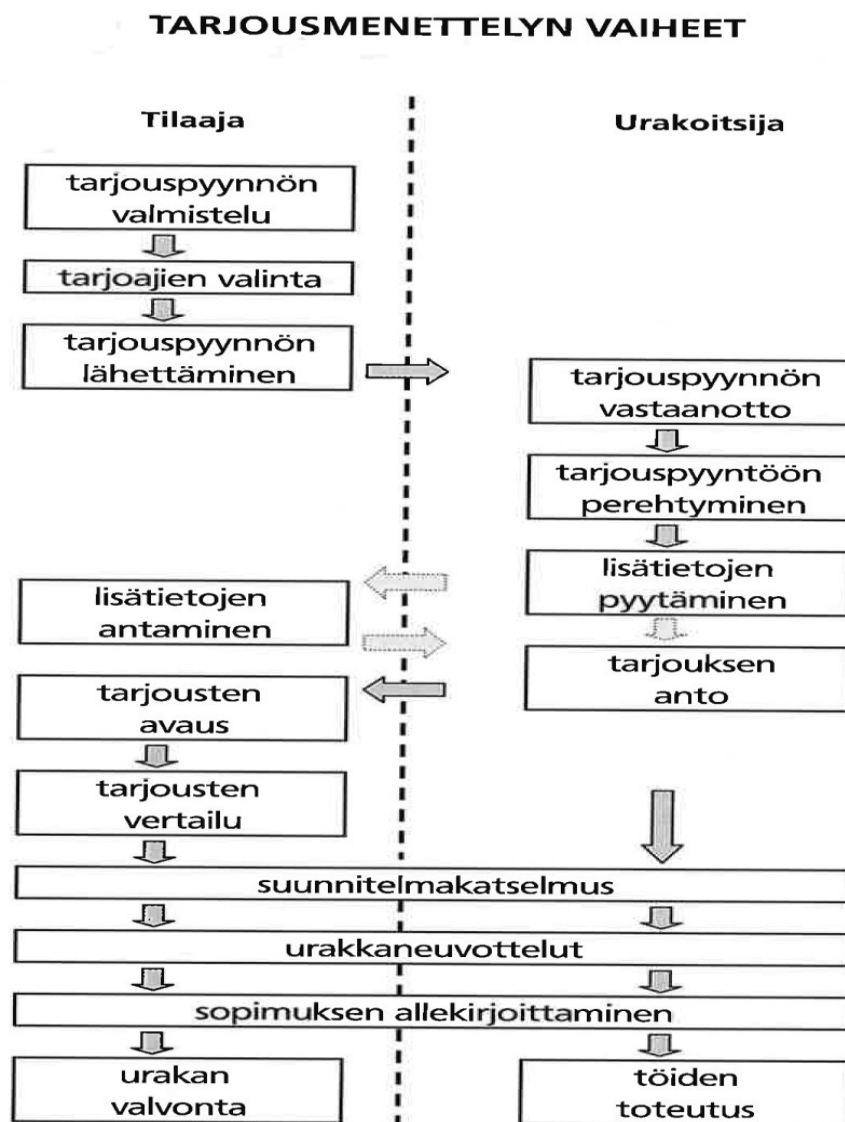 TARJOUSMENETTELYN VAIHEET
Tilaaja
Urakoitsija
tarjouspyynnön
valmistelu
tarjoajien valinta
tarjouspyynnön
lähettäminen
tarjouspyynnön
vastaanotto
tarjouspyyntöön
perehtyminen
lisätietojen
pyytäminen
lisätietojen
antaminen
tarjouksen
anto
tarjousten
avaus
tarjousten
vertailu
suunnitelmakatselmus
urakkaneuvottelut
sopimuksen allekirjoittaminen
urakan
valvonta
töiden
toteutus